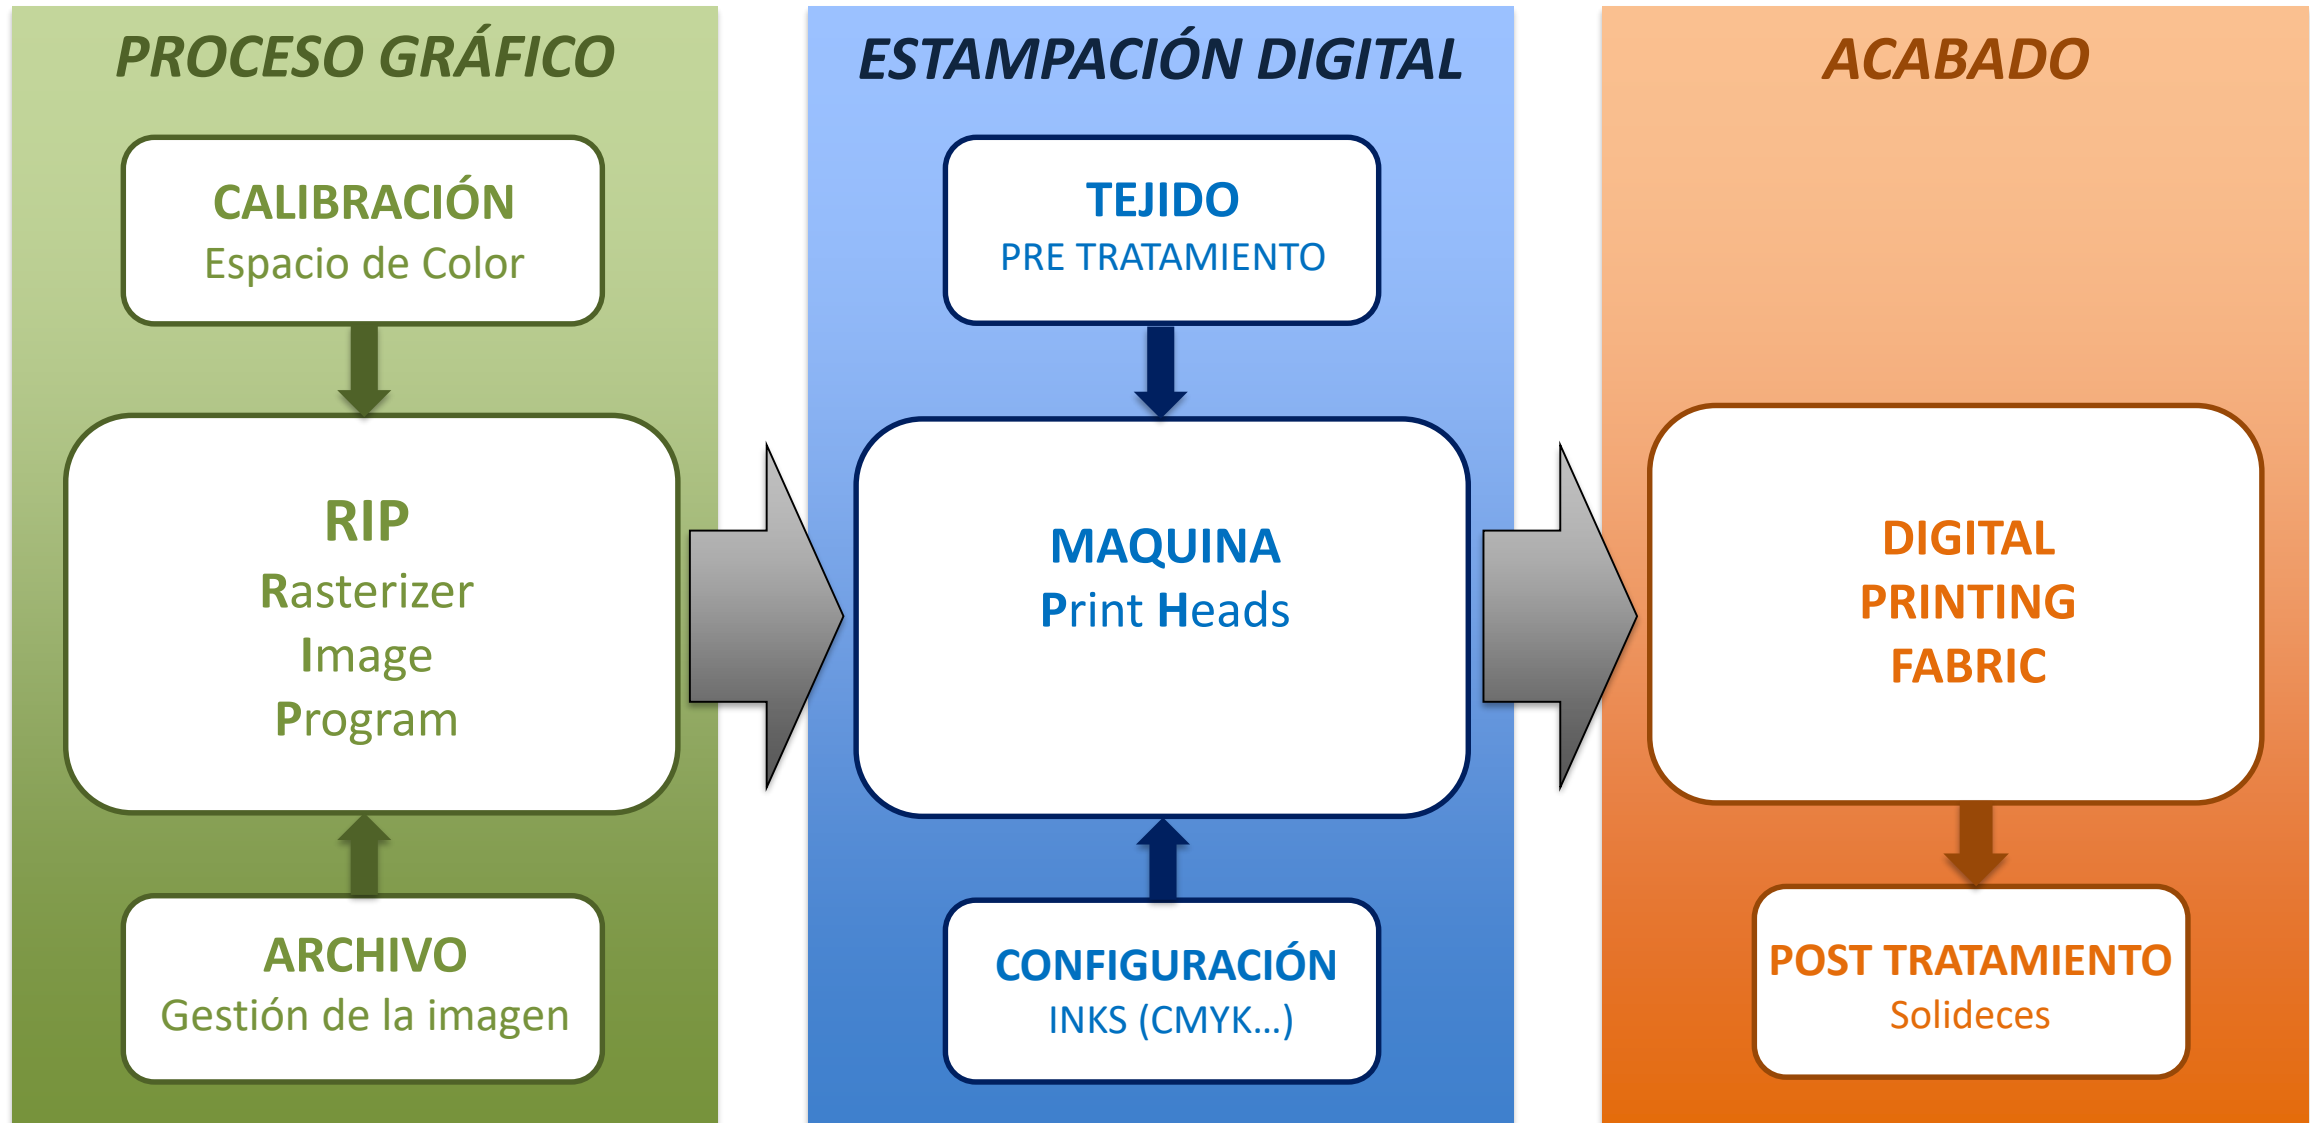 PROCESO GRÁFICO
CALIBRACIÓN
Espacio de Color
RIP
Rasterizer
Image
Program
ARCHIVO
Gestión de la imagen
ESTAMPACIÓN DIGITAL
TEJIDO
PRE TRATAMIENTO
MAQUINA
Print Heads
CONFIGURACIÓN
INKS (CMYK...)
ACABADO
DIGITAL
PRINTING
FABRIC
POST TRATAMIENTO
Solideces